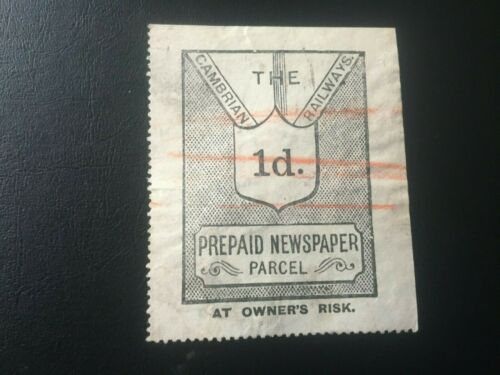 THE
CAMBRIAN RAILWAYS.
1d.
PREPAID NEWSPAPER
PARCEL
AT OWNER'S RISK.